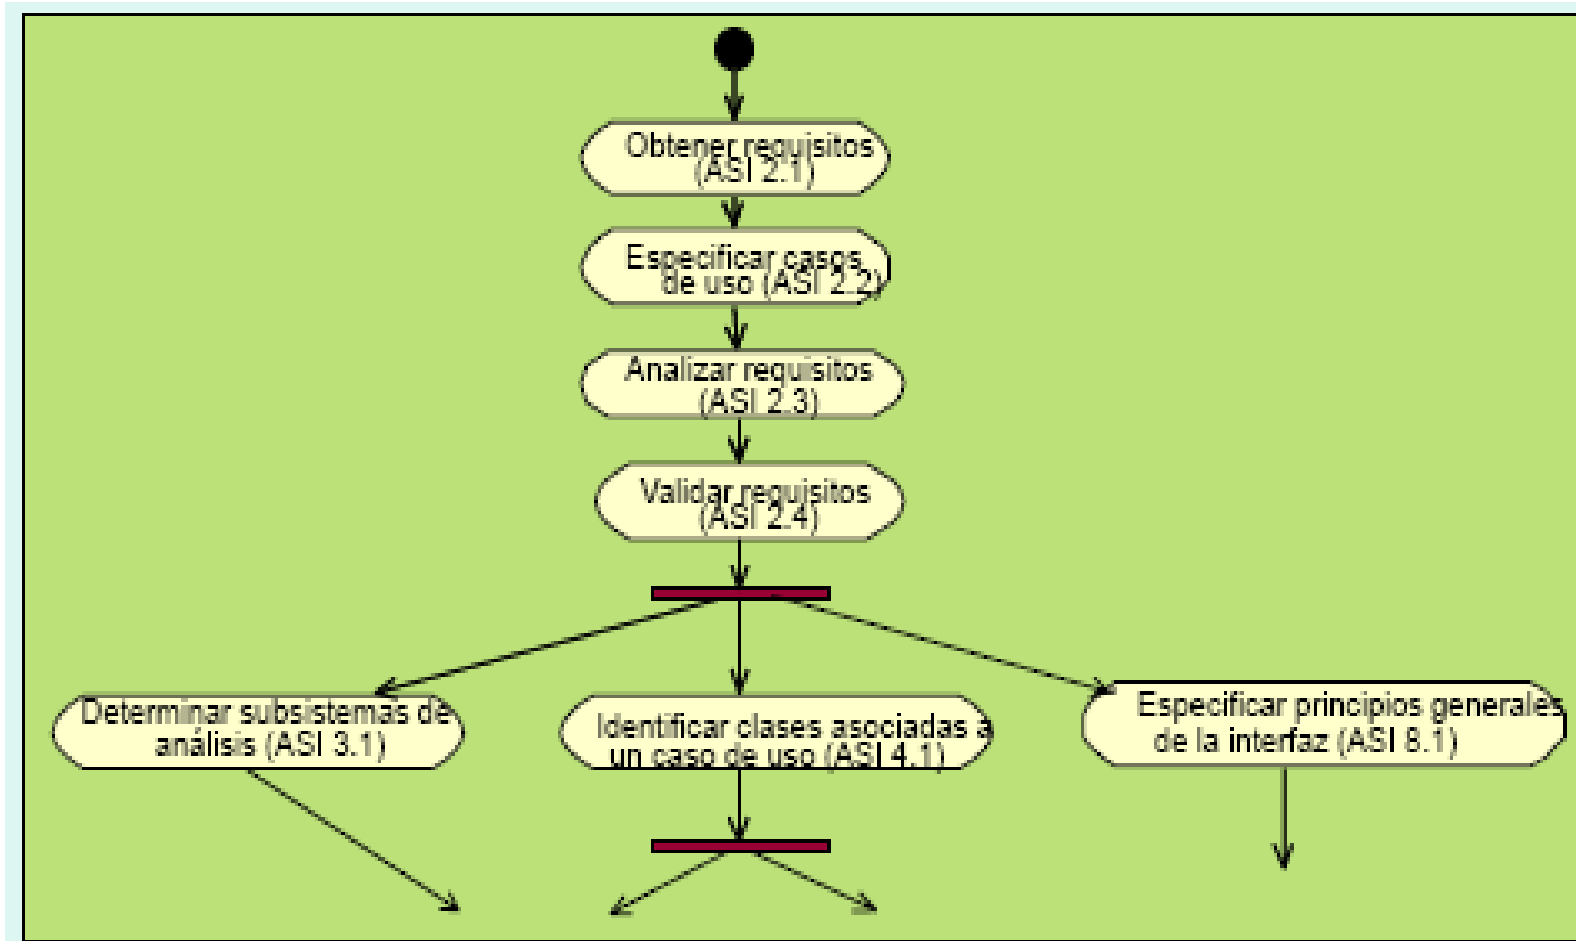 Obtener requisitos
(ASI 2.1)
Especificar casos
de uso (ASI 2.2)
Analizar requisitos
(ASI 2.3)
Validar requisitos
(ASI 2.4)
Determinar subsistemas de
análisis (ASI 3.1)
Identificar clases asociadas a
un caso de uso (ASI 4.1)
Especificar principios generales
de la interfaz (ASI 8.1)